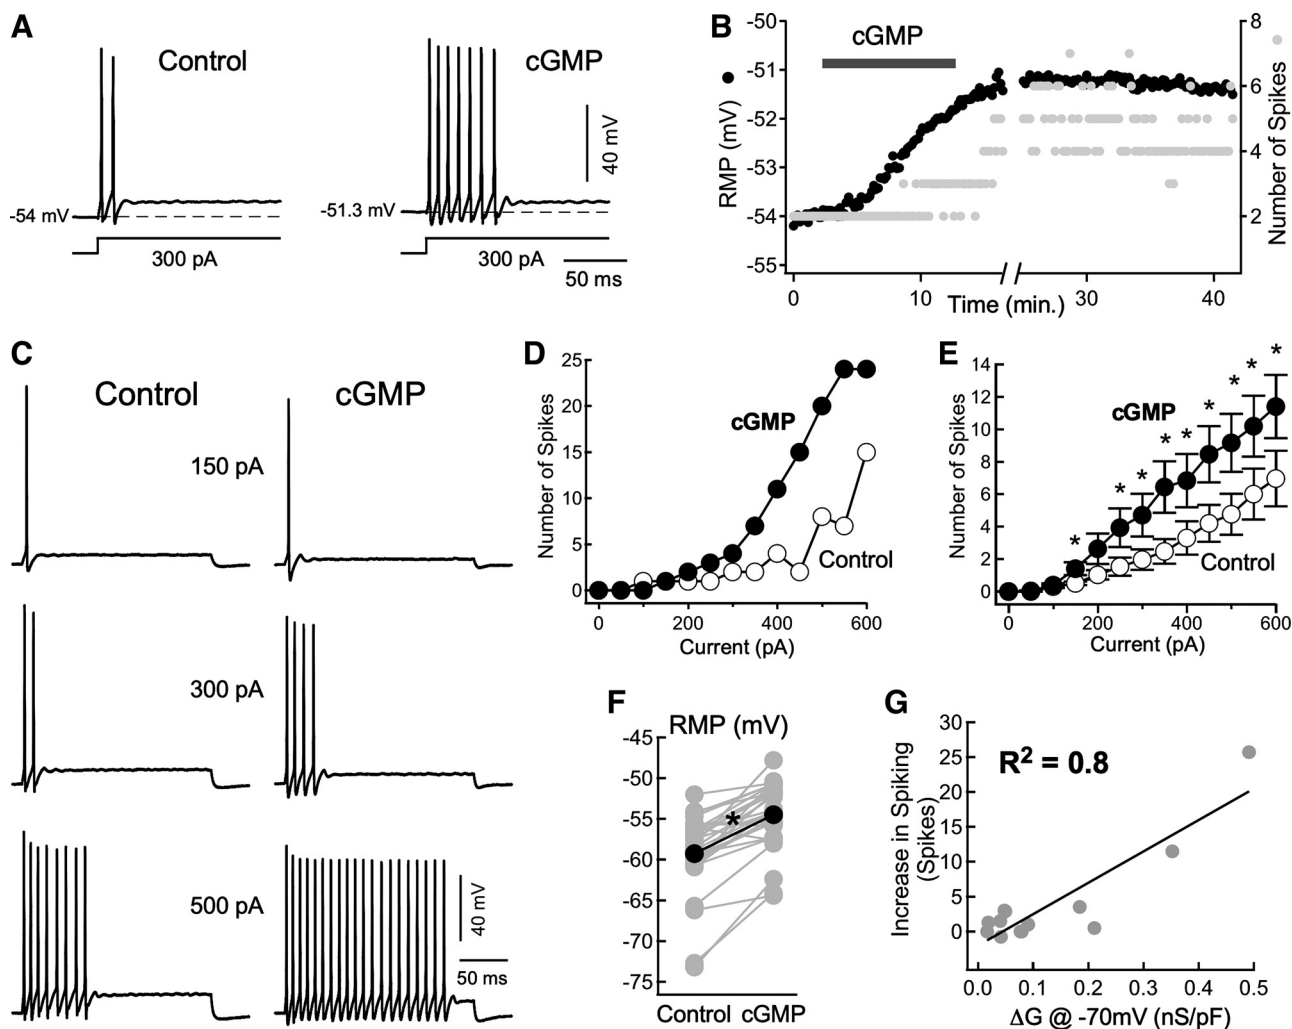 A
Control
cGMP
40 mV
-54 mV
-51.3 mV
300 pA
300 pA
50 ms
B
cGMP
RMP (mV)
-50
-51
-52
-53
-54
-55
8
6
4
2
Number of Spikes
0
10
30
40
Time (min.)
C
Control
cGMP
150 pA
300 pA
500 pA
40 mV
50 ms
D
25
20
15
10
5
0
Number of Spikes
cGMP
Control
0
200
400
600
Current (pA)
E
14
12
10
8
6
4
2
0
Number of Spikes
cGMP
Control
* * * * * * * * *
0
200
400
600
Current (pA)
F
RMP (mV)
-45
-50
-55
-60
-65
-70
-75
*
Control cGMP
G
30
25
20
15
10
5
0
Increase in Spiking
(Spikes)
R² = 0.8
0.0
0.1
0.2
0.3
0.4
0.5
ΔG @ -70mV (nS/pF)